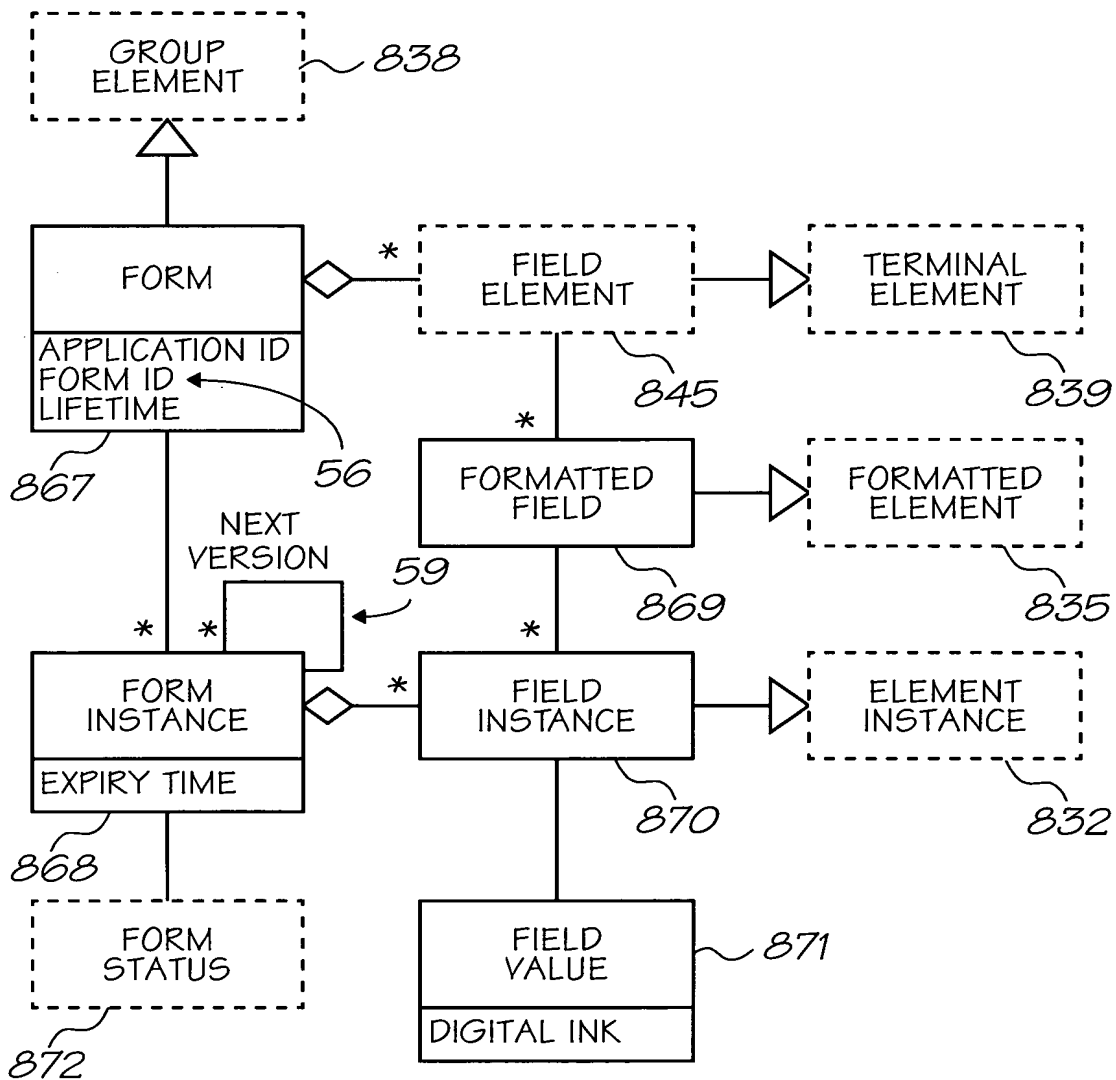 GROUP
ELEMENT
838
FORM
*
FIELD
ELEMENT
TERMINAL
ELEMENT
APPLICATION ID
FORM ID
LIFETIME
845
839
867
56
*
FORMATTED
FIELD
FORMATTED
ELEMENT
NEXT
VERSION
59
869
835
*
*
*
FORM
INSTANCE
*
FIELD
INSTANCE
ELEMENT
INSTANCE
EXPIRY TIME
870
832
868
FORM
STATUS
FIELD
VALUE
871
DIGITAL INK
872